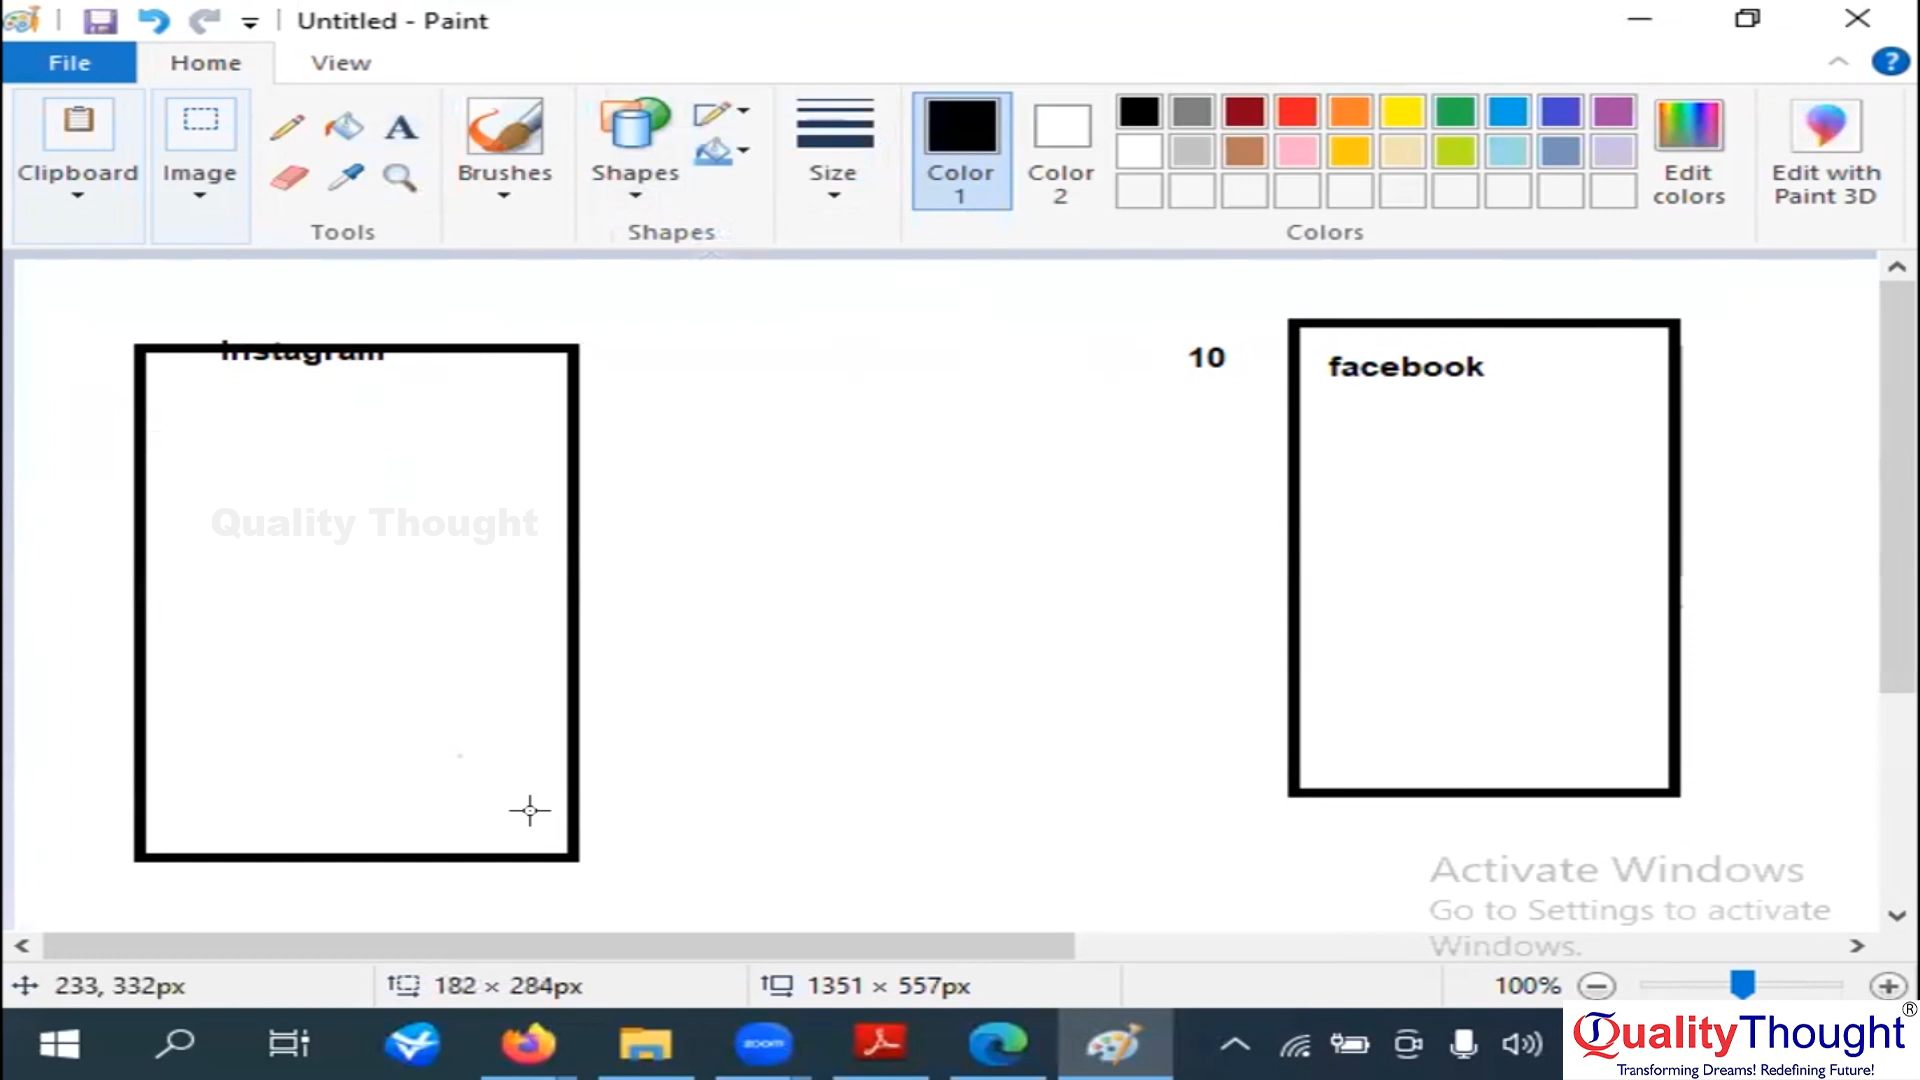 Untitled - Paint
File
Home
View
Clipboard
Image
Tools
Brushes
Shapes
Shapes
Size
Color
1
Color
2
Colors
Edit
colors
Edit with
Paint 3D
instagram
10
facebook
Quality Thought
Activate Windows
Go to Settings to activate
Windows.
233, 332px
182 × 284px
1351 × 557px
100%
zoom
QualityThought®
Transforming Dreams! Redefining Future!